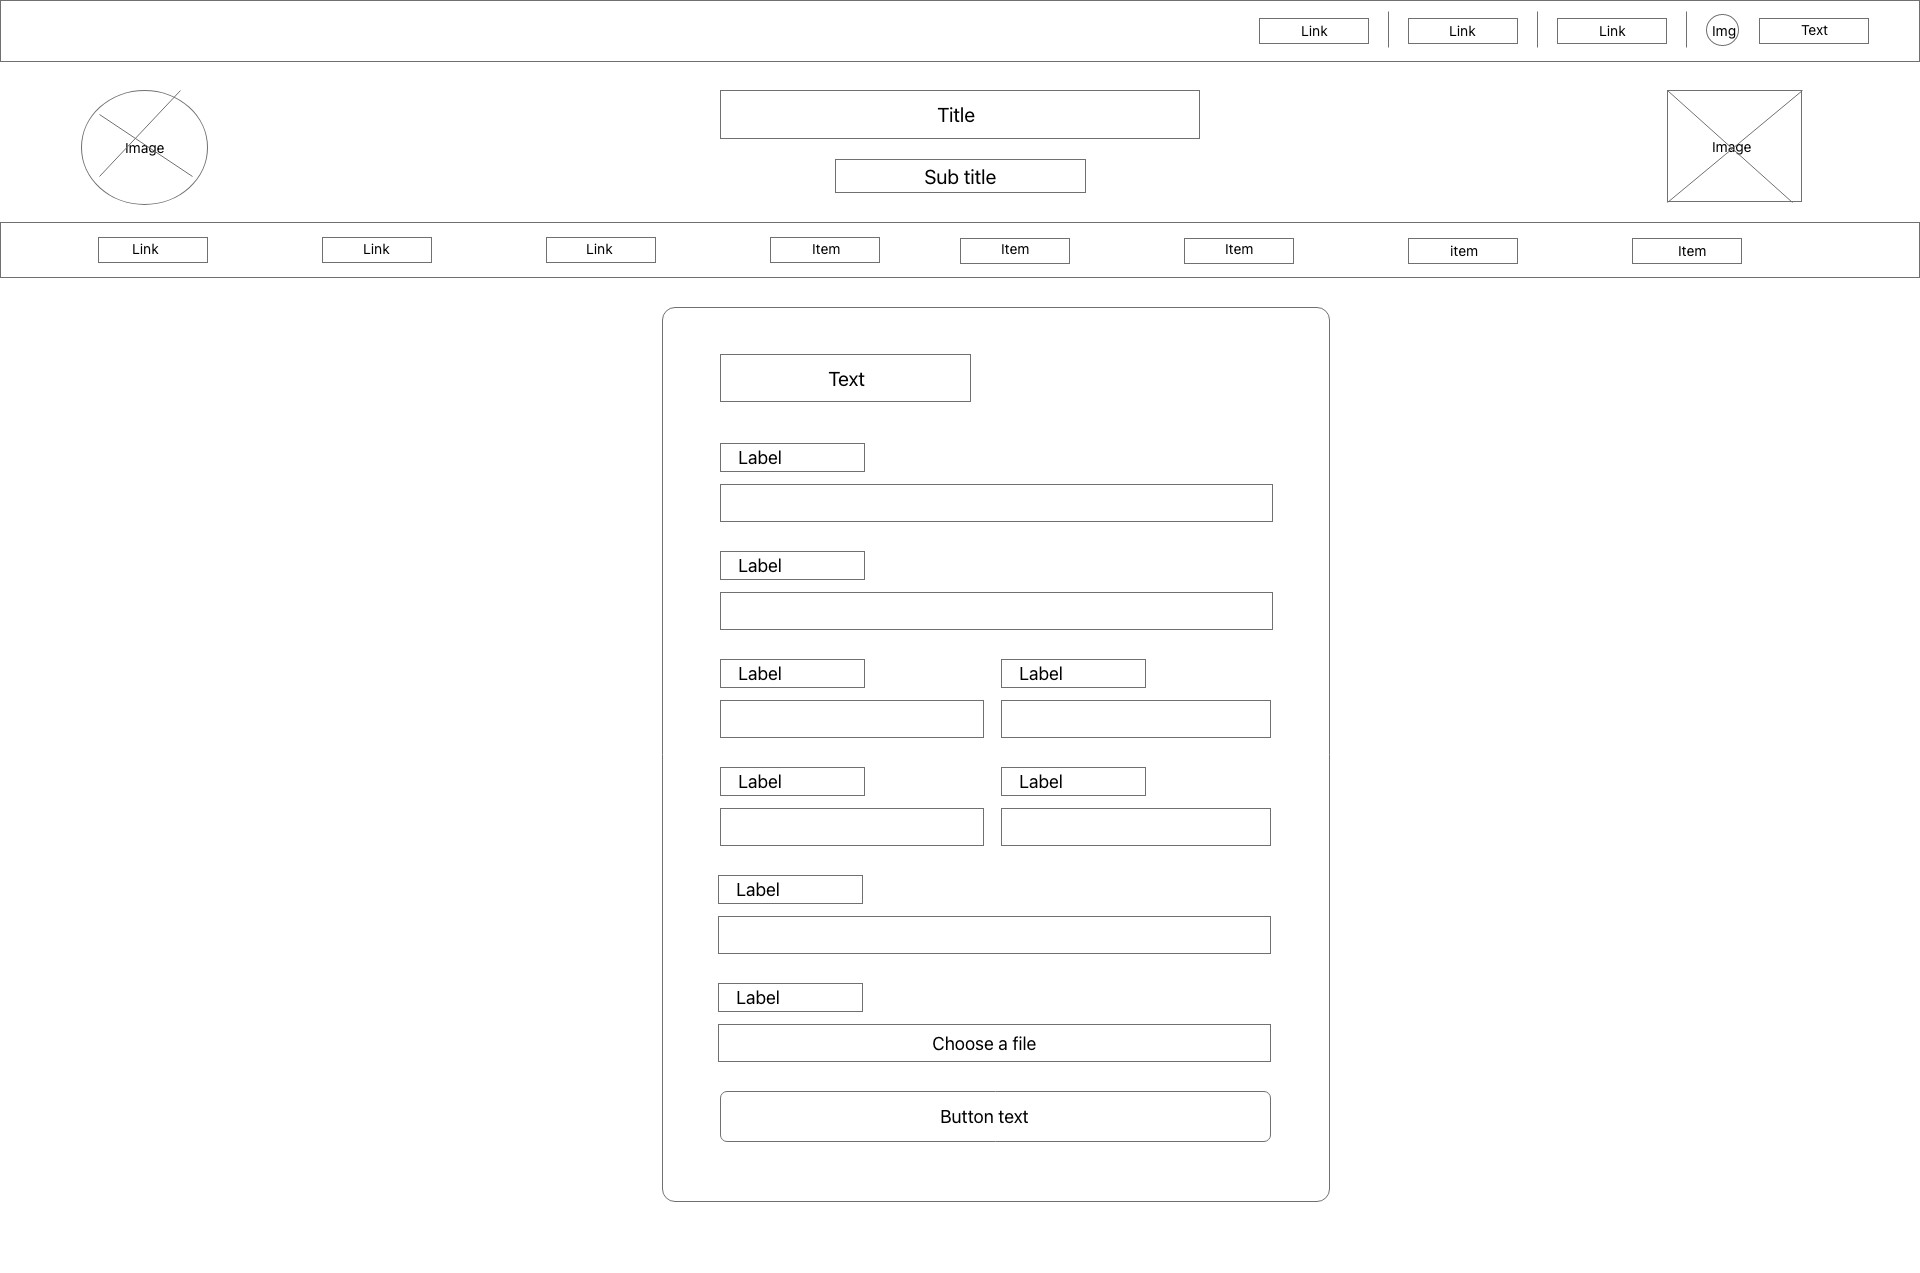 Link Link Link Img Text
Image Title Image
Sub title
Link Link Link Item Item Item item Item
Text
Label
Label
Label Label
Label Label
Label
Label
Choose a file
Button text